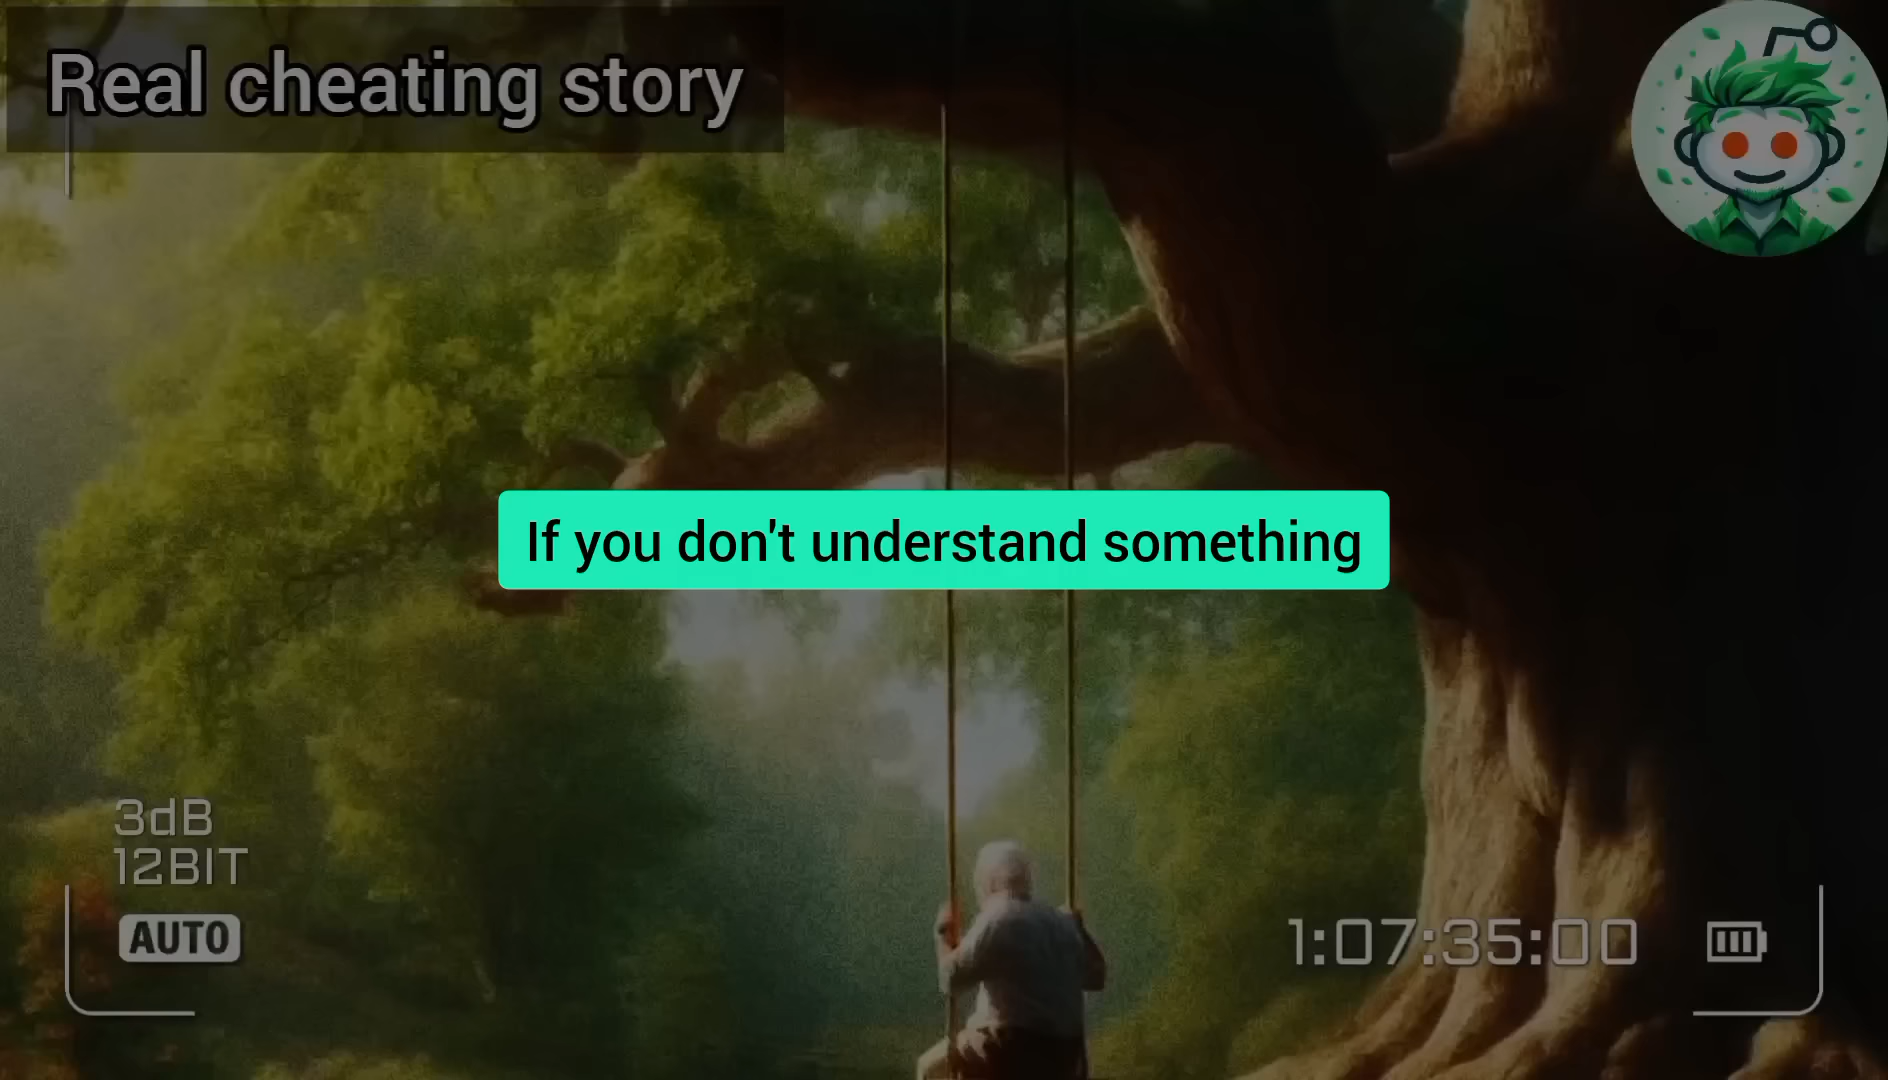 Real cheating story
If you don't understand something
3dB
12BIT
AUTO
1:07:35:00